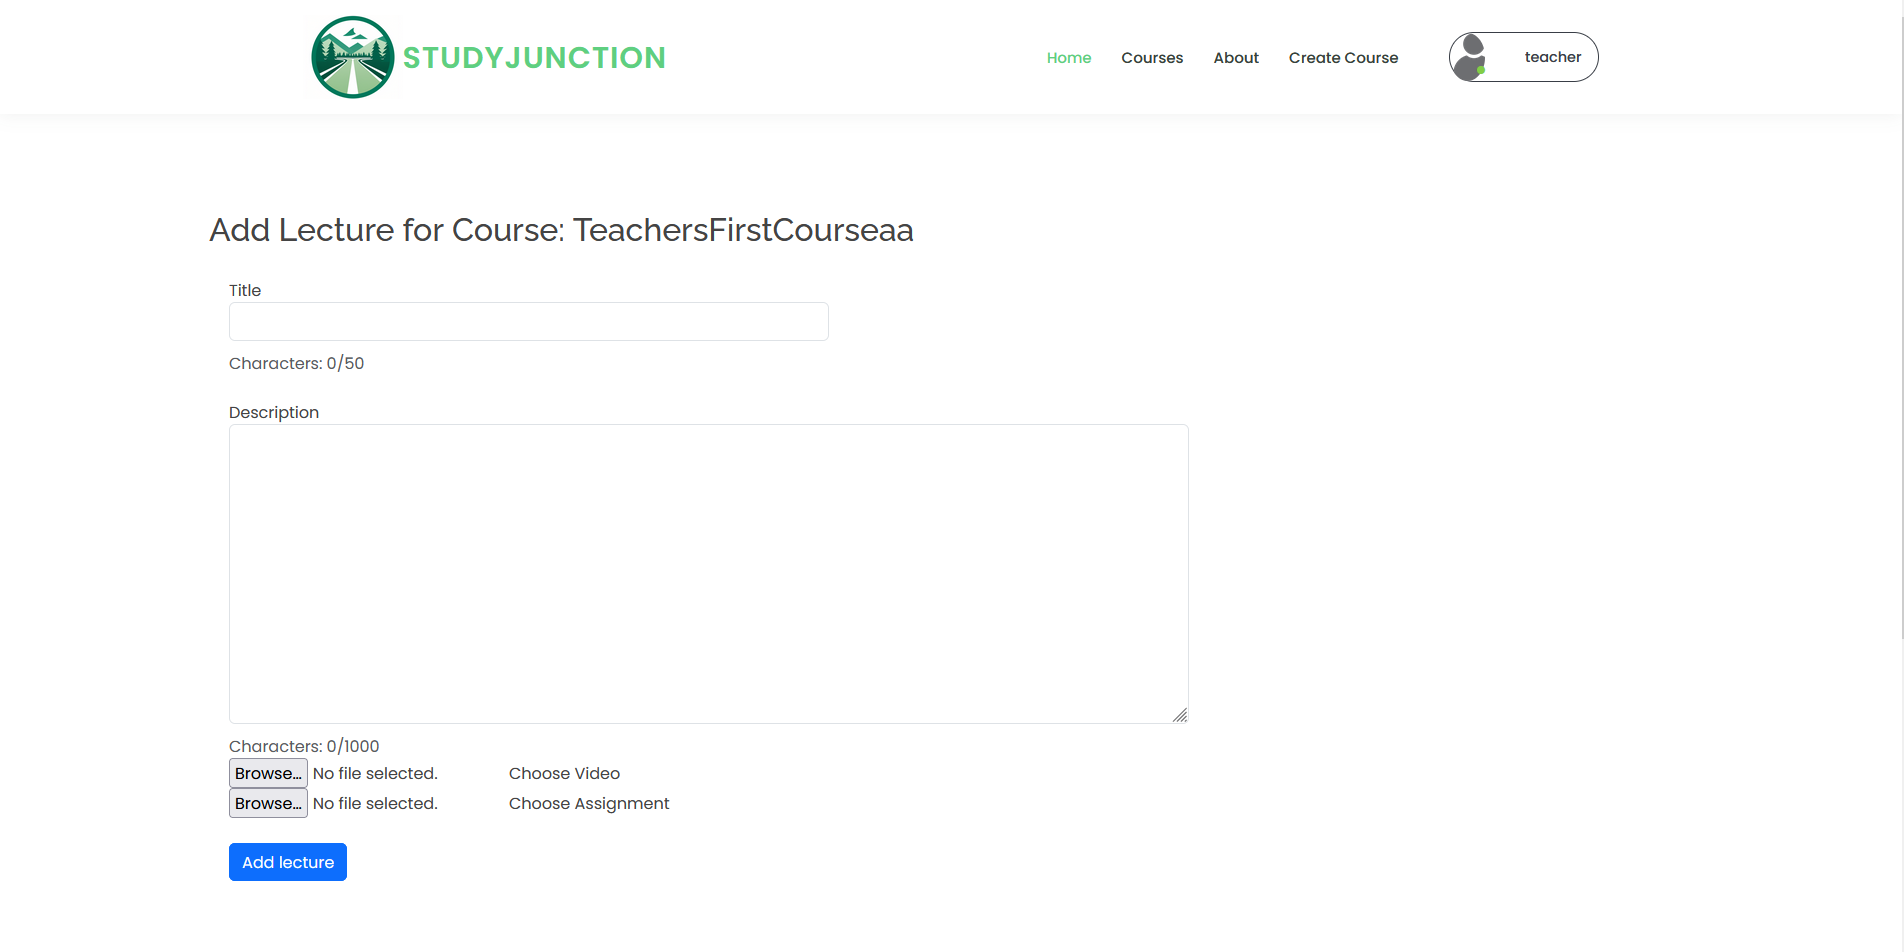 STUDYJUNCTION
Home Courses About Create Course teacher
Add Lecture for Course: TeachersFirstCourseaa
Title
Characters: 0/50
Description
Characters: 0/1000
Browse... No file selected. Choose Video
Browse... No file selected. Choose Assignment
Add lecture